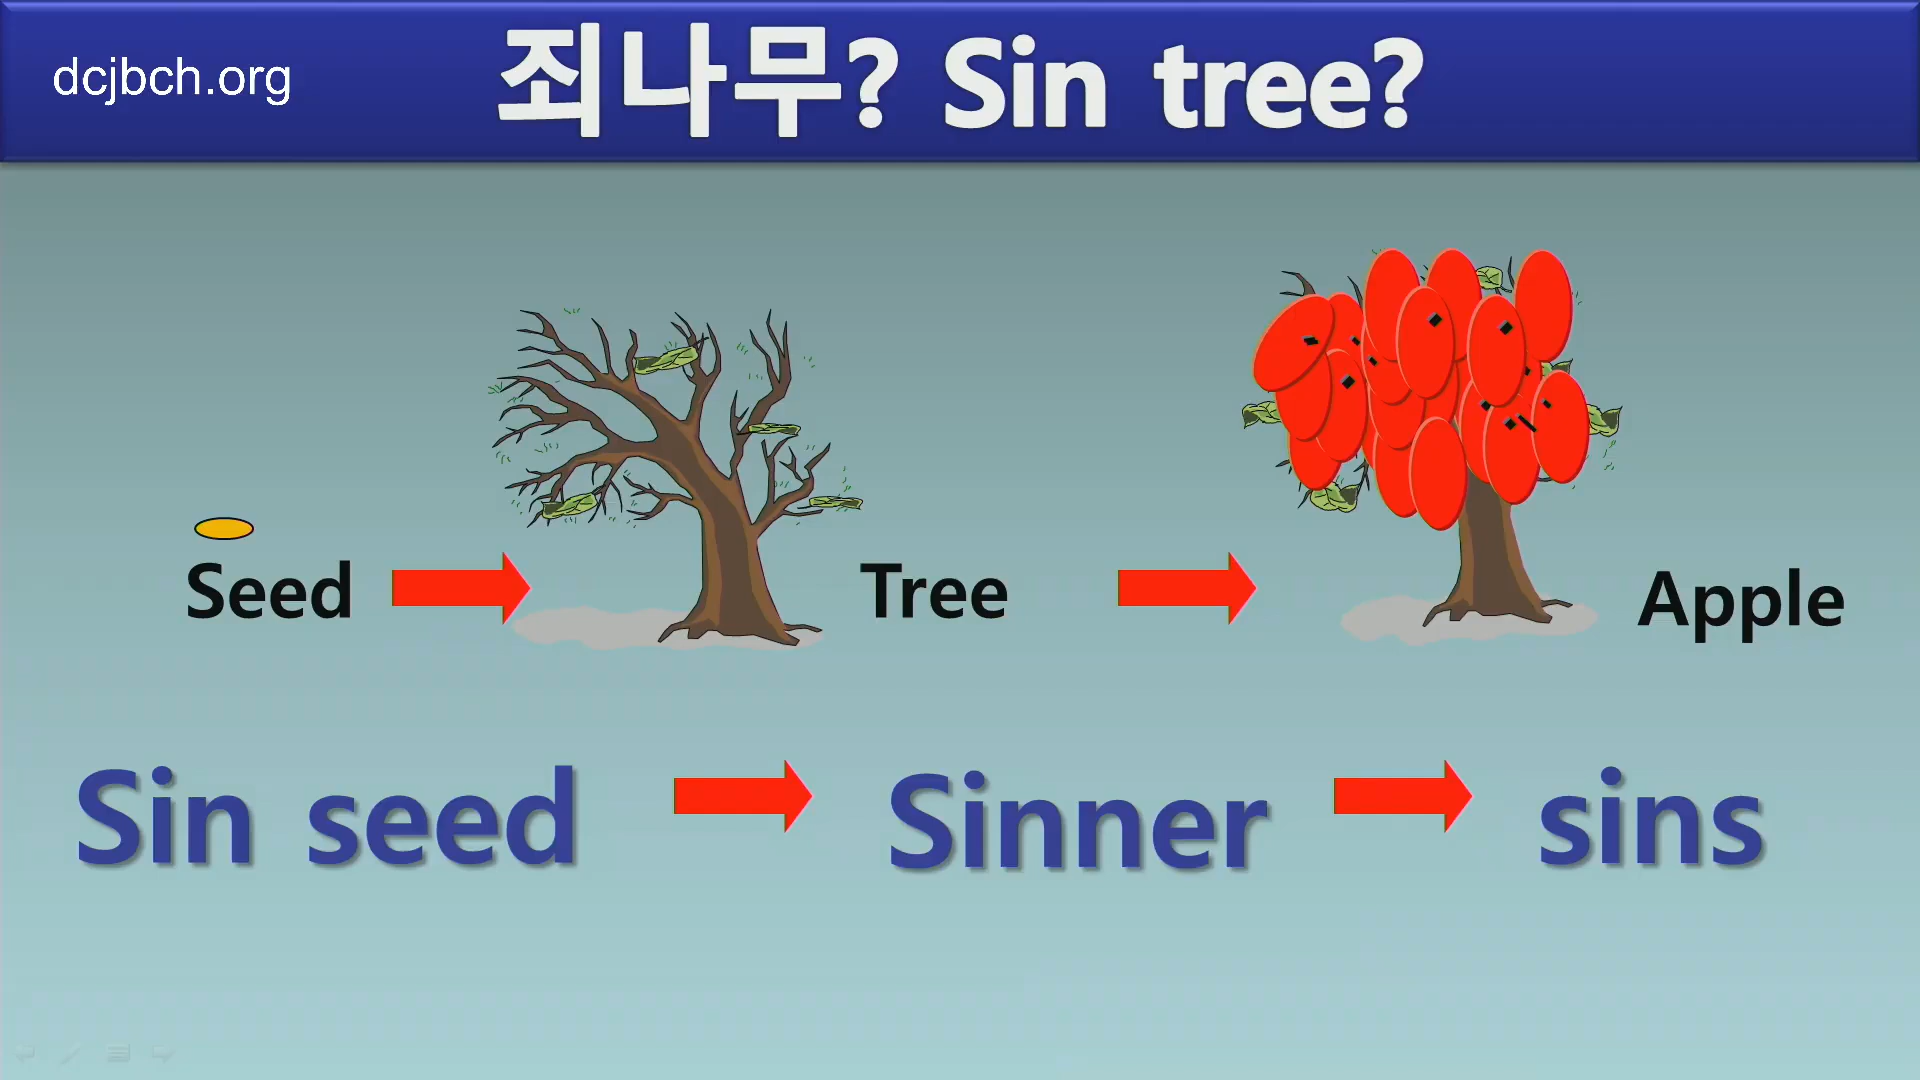 dcjbch.org
죄나무? Sin tree?
Seed
Tree
Apple
Sin seed
Sinner
sins